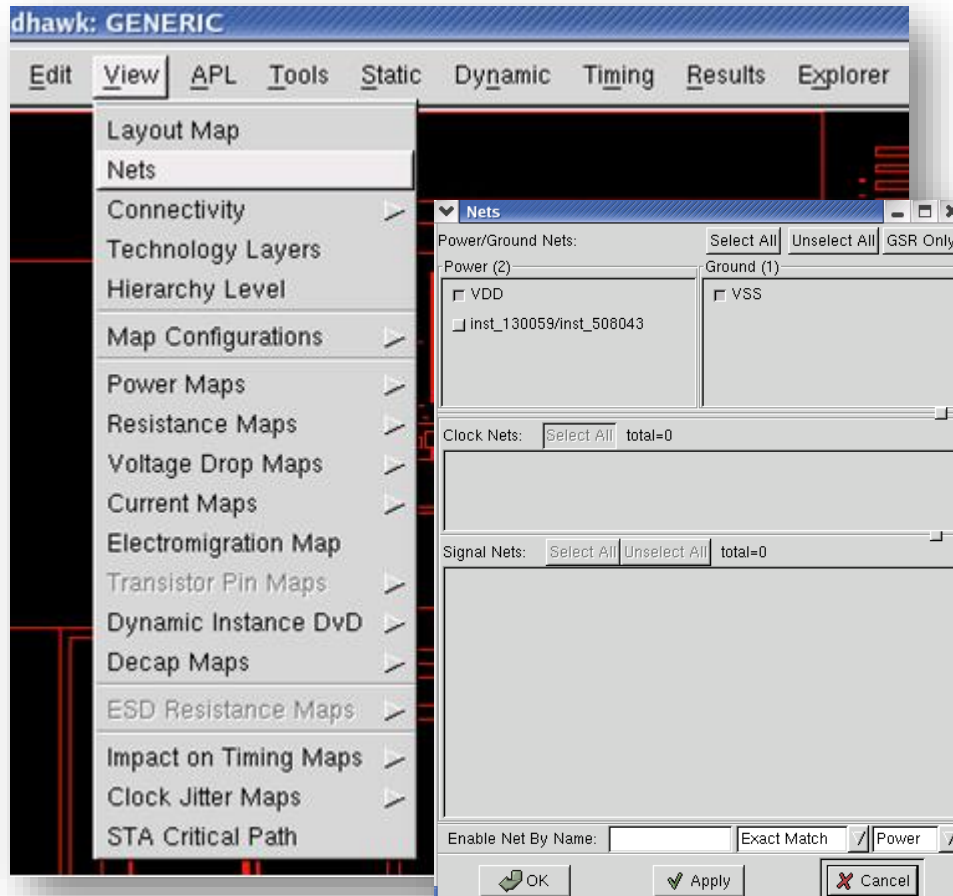 dhawk: GENERIC
Edit View APL Tools Static Dynamic Timing Results Explorer
Layout Map
Nets
Connectivity
Technology Layers
Hierarchy Level
Map Configurations
Power Maps
Resistance Maps
Voltage Drop Maps
Current Maps
Electromigration Map
Transistor Pin Maps
Dynamic Instance DvD
Decap Maps
ESD Resistance Maps
Impact on Timing Maps
Clock Jitter Maps
STA Critical Path
Nets
Power/Ground Nets: Select All Unselect All GSR Only
Power (2) Ground (1)
VDD VSS
inst_130059/inst_508043
Clock Nets: Select All total=0
Signal Nets: Select All Unselect All total=0
Enable Net By Name: Exact Match Power
OK Apply Cancel